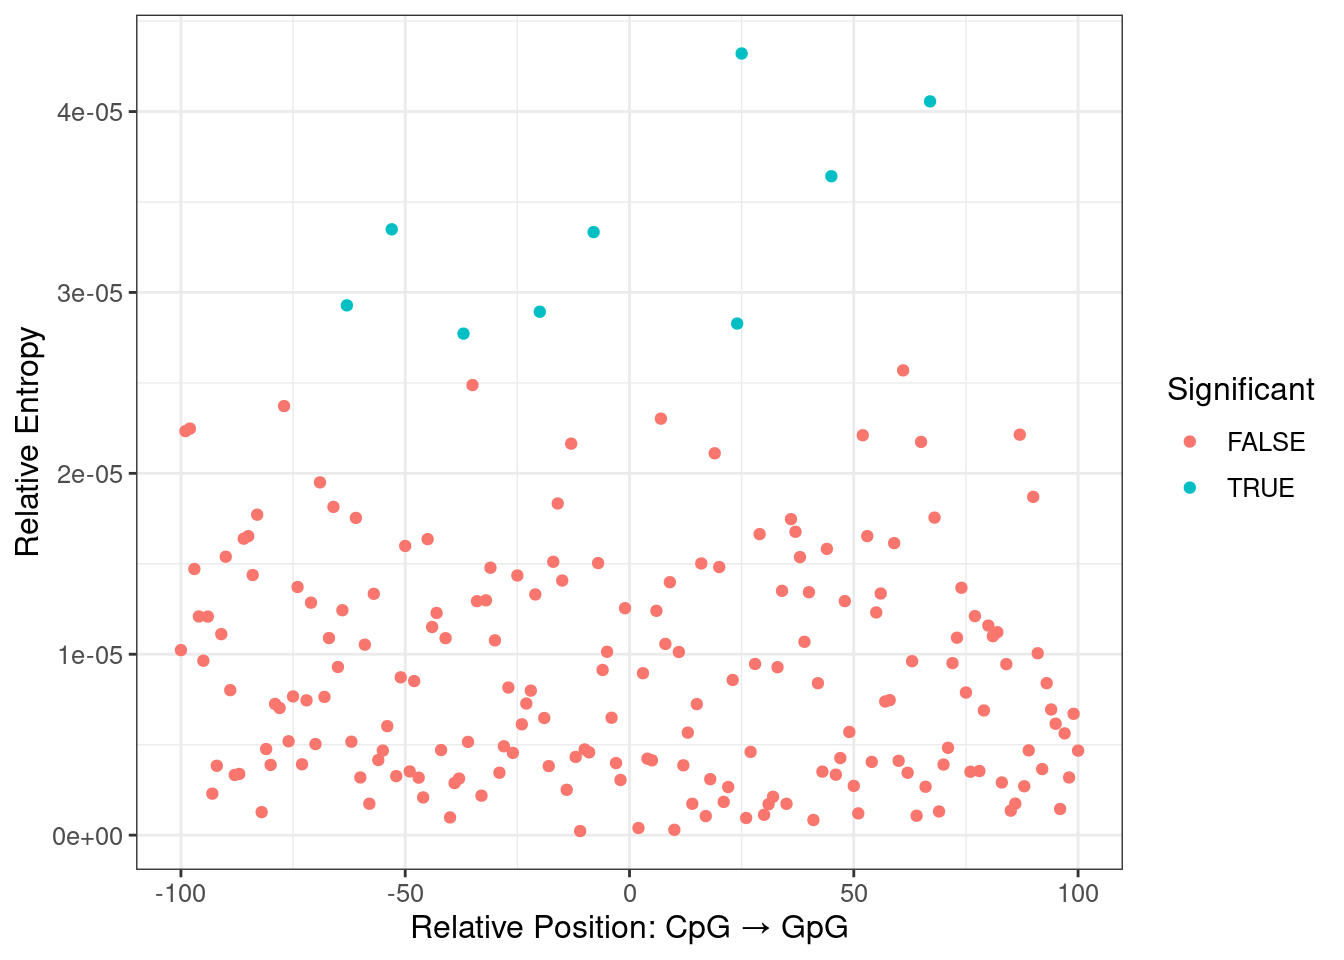 4e-05
3e-05
2e-05
1e-05
0e+00
Relative Entropy
-100
-50
0
50
100
Relative Position: CpG → GpG
Significant
FALSE
TRUE